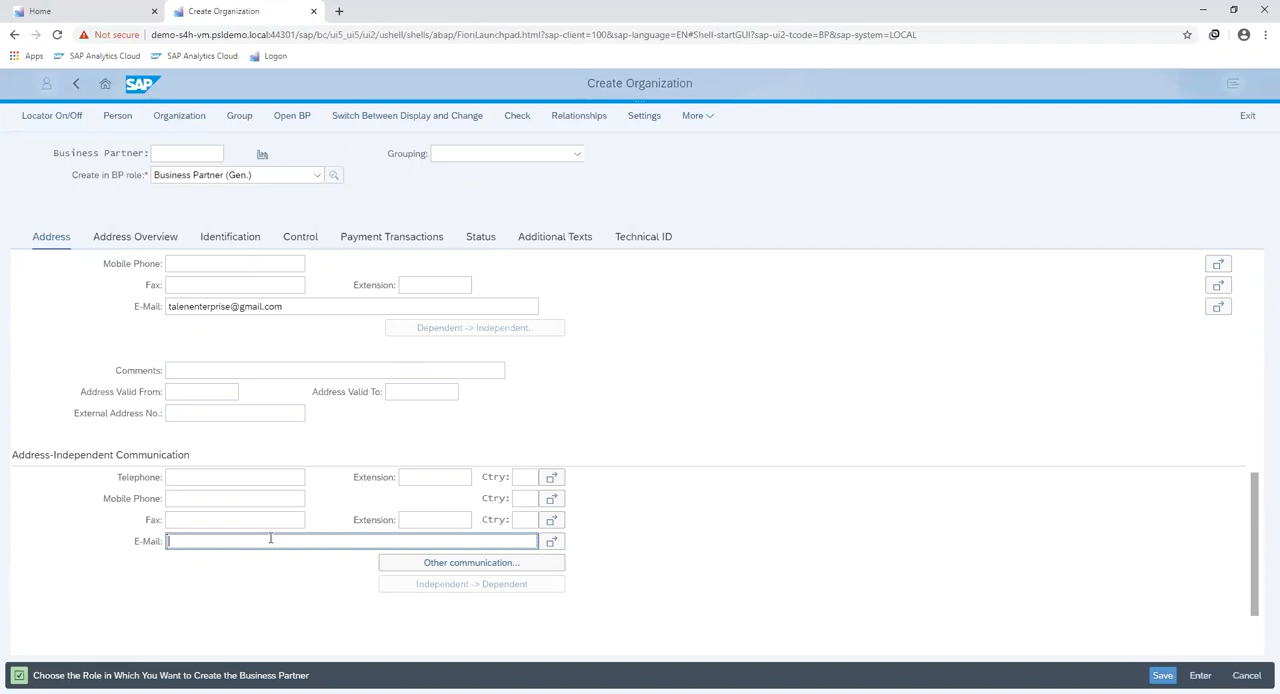 Home
Create Organization
Not secure
demo-s4h-vm.psldemo.local:44301/sap/bc/ui5_ui5/ui2/ushell/shells/abap/FioriLaunchpad.html?sap-client=100&sap-language=EN#Shell-startGUI?sap-ui2-tcode=BP&sap-system=LOCAL
Apps SAP Analytics Cloud SAP Analytics Cloud Logon
SAP Create Organization
Locator On/Off Person Organization Group Open BP Switch Between Display and Change Check Relationships Settings More Exit
Business Partner: Grouping:
Create in BP role:* Business Partner (Gen.)
Address Address Overview Identification Control Payment Transactions Status Additional Texts Technical ID
Mobile Phone:
Fax: Extension:
E-Mail: talenenterprise@gmail.com
Dependent -> Independent..
Comments:
Address Valid From: Address Valid To:
External Address No.:
Address-Independent Communication
Telephone: Extension: Ctry:
Mobile Phone: Ctry:
Fax: Extension: Ctry:
E-Mail:
Other communication...
Independent -> Dependent
Choose the Role in Which You Want to Create the Business Partner Save Enter Cancel